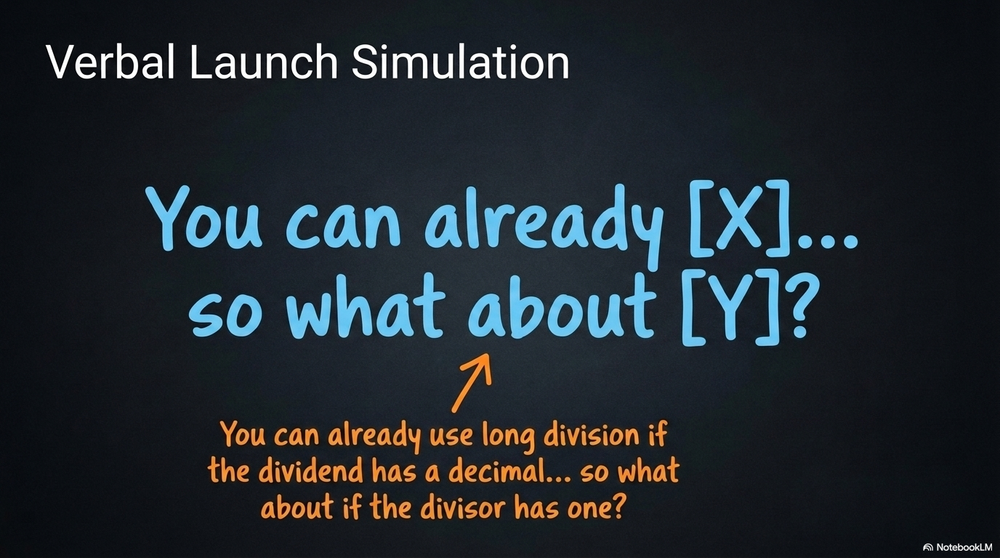 Verbal Launch Simulation
You can already [X]...
so what about [Y]?
You can already use long division if
the dividend has a decimal... so what
about if the divisor has one?
NotebookLM